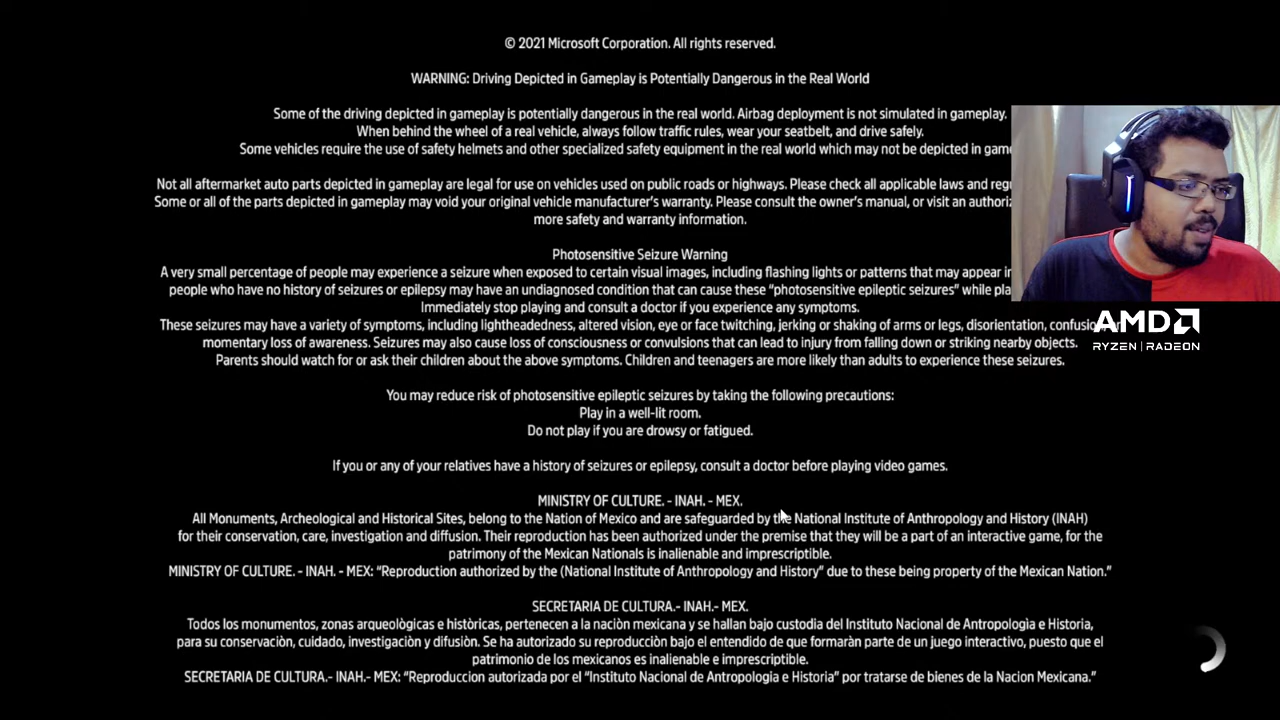 © 2021 Microsoft Corporation. All rights reserved.
WARNING: Driving Depicted in Gameplay is Potentially Dangerous in the Real World
Some of the driving depicted in gameplay is potentially dangerous in the real world. Airbag deployment is not simulated in gameplay.
When behind the wheel of a real vehicle, always follow traffic rules, wear your seatbelt, and drive safely.
Some vehicles require the use of safety helmets and other specialized safety equipment in the real world which may not be depicted in
Not all aftermarket auto parts depicted in gameplay are legal for use on vehicles used on public roads or highways. Please check all applicable laws and
Some or all of the parts depicted in gameplay may void your original vehicle manufacturer's warranty. Please consult the owner's manual, or visit an
more safety and warranty information.
Photosensitive Seizure Warning
A very small percentage of people may experience a seizure when exposed to certain visual images, including flashing lights or patterns that may appear
people who have no history of seizures or epilepsy may have an undiagnosed condition that can cause these "photosensitive epileptic seizures" while
Immediately stop playing and consult a doctor if you experience any symptoms.
These seizures may have a variety of symptoms, including lightheadedness, altered vision, eye or face twitching, jerking or shaking of arms or legs, disorientation,
momentary loss of awareness. Seizures may also cause loss of consciousness or convulsions that can lead to injury from falling down or striking nearby objects.
Parents should watch for or ask their children about the above symptoms. Children and teenagers are more likely than adults to experience these seizures.
You may reduce risk of photosensitive epileptic seizures by taking the following precautions:
Play in a well-lit room.
Do not play if you are drowsy or fatigued.
If you or any of your relatives have a history of seizures or epilepsy, consult a doctor before playing video games.
MINISTRY OF CULTURE. - INAH. - MEX.
All Monuments, Archeological and Historical Sites, belong to the Nation of Mexico and are safeguarded by the National Institute of Anthropology and History (INAH)
for their conservation, care, investigation and diffusion. Their reproduction has been authorized under the premise that they will be a part of an interactive game, for the
patrimony of the Mexican Nationals is inalienable and imprescriptible.
MINISTRY OF CULTURE. - INAH. - MEX: "Reproduction authorized by the (National Institute of Anthropology and History" due to these being property of the Mexican Nation."
SECRETARIA DE CULTURA.- INAH.- MEX.
Todos los monumentos, zonas arqueològicas e històricas, pertenecen a la naciòn mexicana y se hallan bajo custodia del Instituto Nacional de Antropologìa e Historia,
para su conservaciòn, cuidado, investigaciòn y difusiòn. Se ha autorizado su reproducciòn bajo el entendido de que formaràn parte de un juego interactivo, puesto que el
patrimonio de los mexicanos es inalienable e imprescriptible.
SECRETARIA DE CULTURA.- INAH.- MEX: "Reproduccion autorizada por el "Instituto Nacional de Antropologia e Historia" por tratarse de bienes de la Nacion Mexicana."
AMD
RYZEN | RADEON